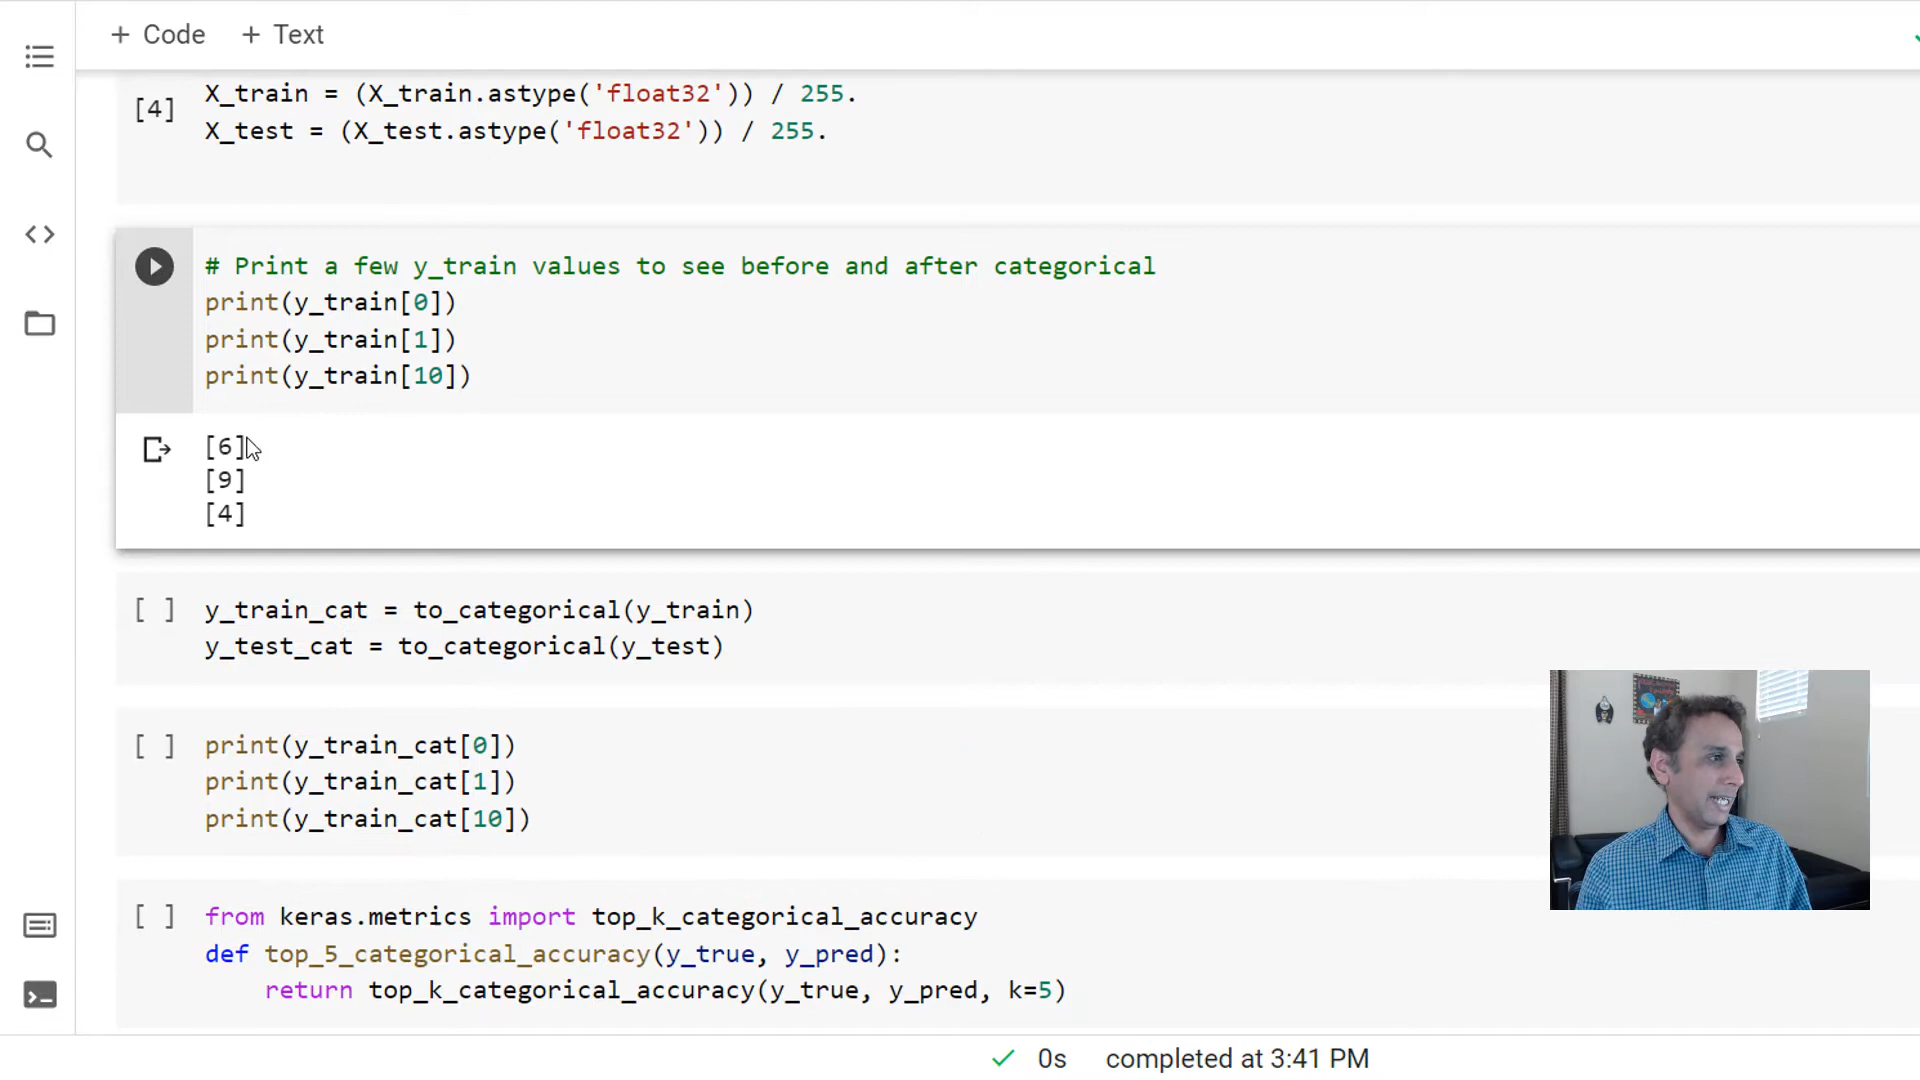 + Code + Text
[4]
X_train = (X_train.astype('float32')) / 255.
X_test = (X_test.astype('float32')) / 255.
# Print a few y_train values to see before and after categorical
print(y_train[0])
print(y_train[1])
print(y_train[10])
[6]
[9]
[4]
[ ] y_train_cat = to_categorical(y_train)
y_test_cat = to_categorical(y_test)
[ ] print(y_train_cat[0])
print(y_train_cat[1])
print(y_train_cat[10])
[ ] from keras.metrics import top_k_categorical_accuracy
def top_5_categorical_accuracy(y_true, y_pred):
return top_k_categorical_accuracy(y_true, y_pred, k=5)
0s completed at 3:41 PM